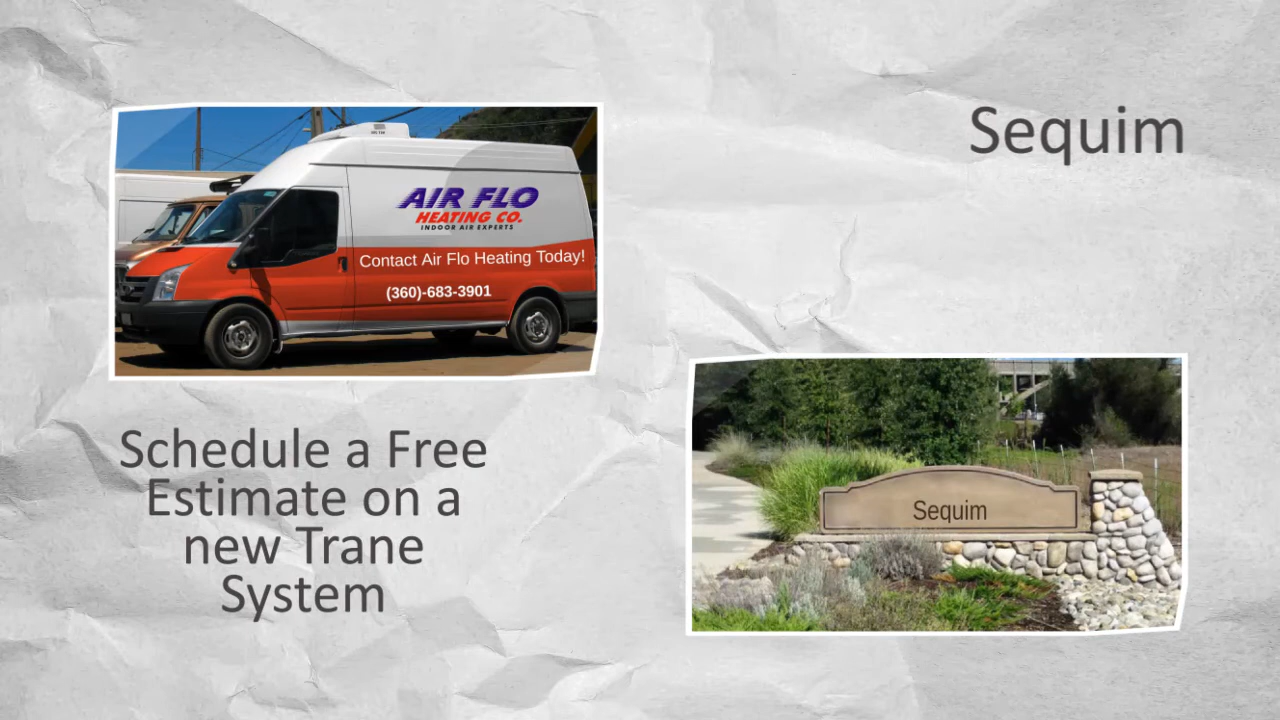 Sequim
AIR FLO
HEATING CO.
INDOOR AIR EXPERTS
Contact Air Flo Heating Today!
(360)-683-3901
Schedule a Free
Estimate on a
new Trane
System
Sequim